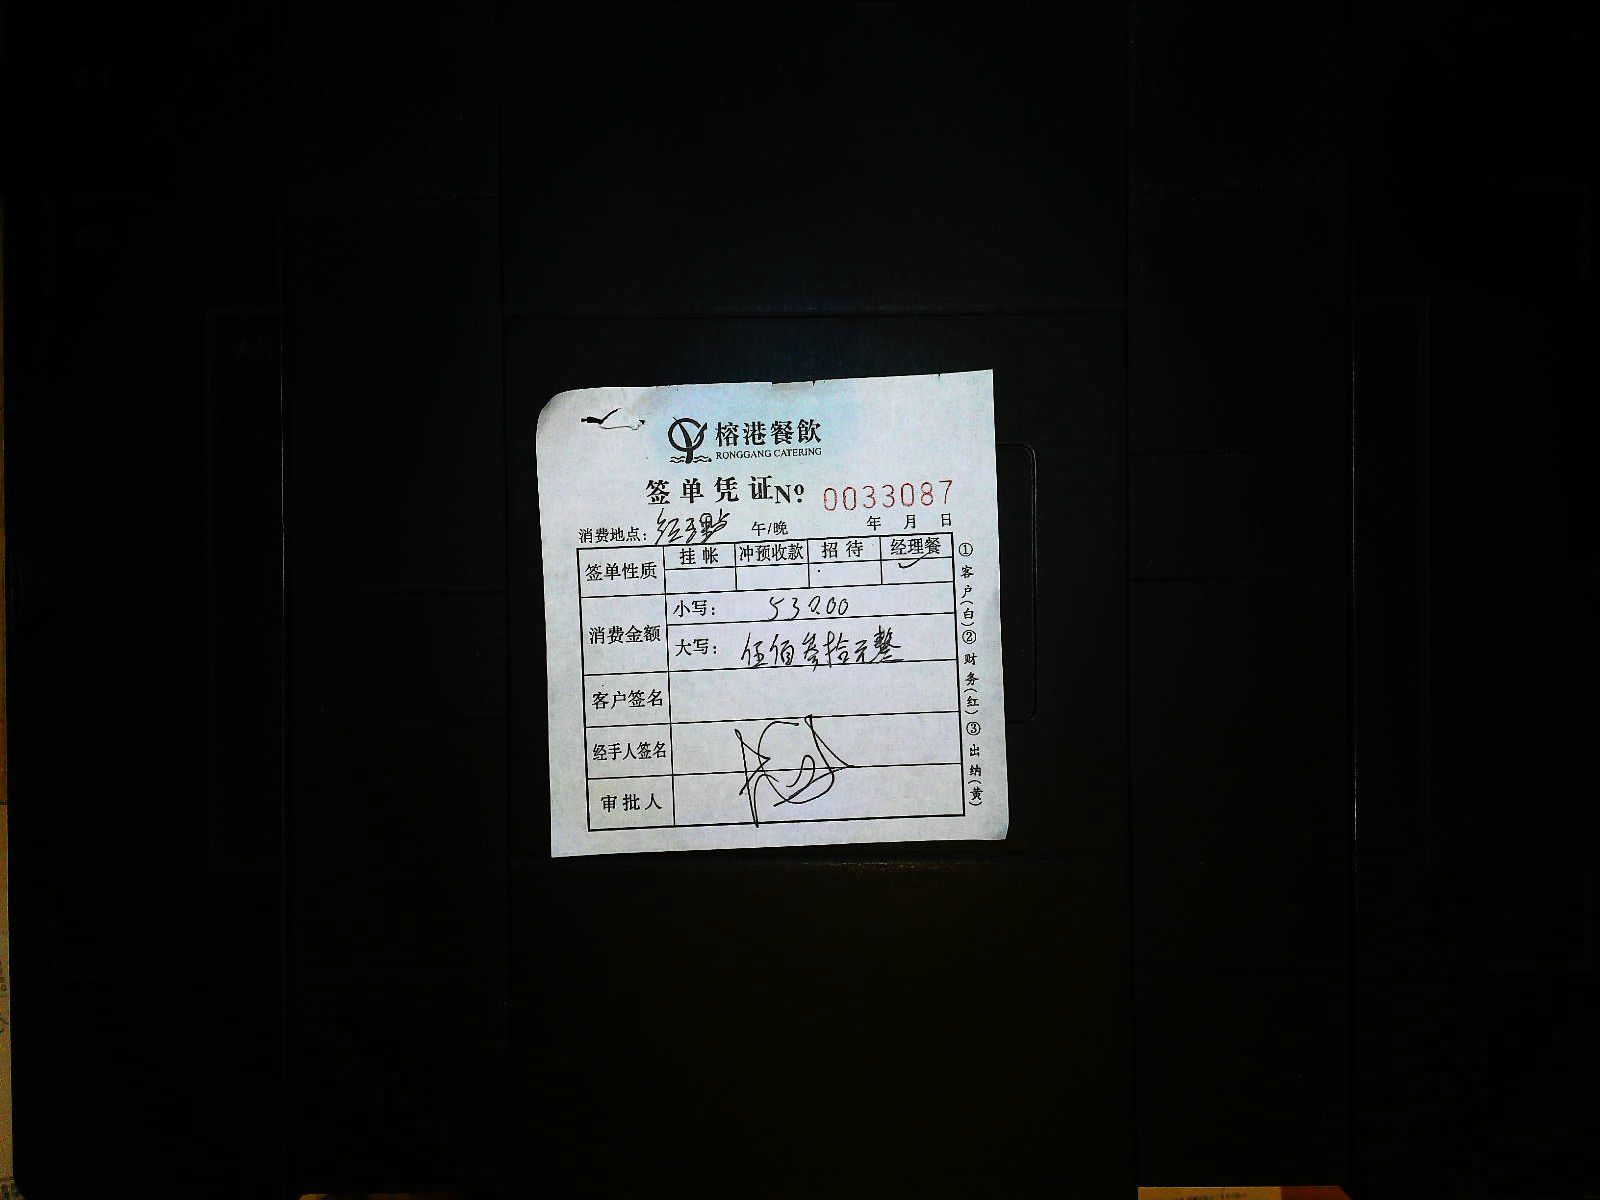 榕港餐飲
RONGGANG CATERING
签单凭证 Nº 0033087
消费地点： 午/晚 年 月 日
签单性质 挂帐 冲预收款 招待 经理餐
消费金额 小写： 530.00
大写： 伍佰叁拾元整
客户签名
经手人签名
审批人
①客户(白)②财务(红)③出纳(黄)